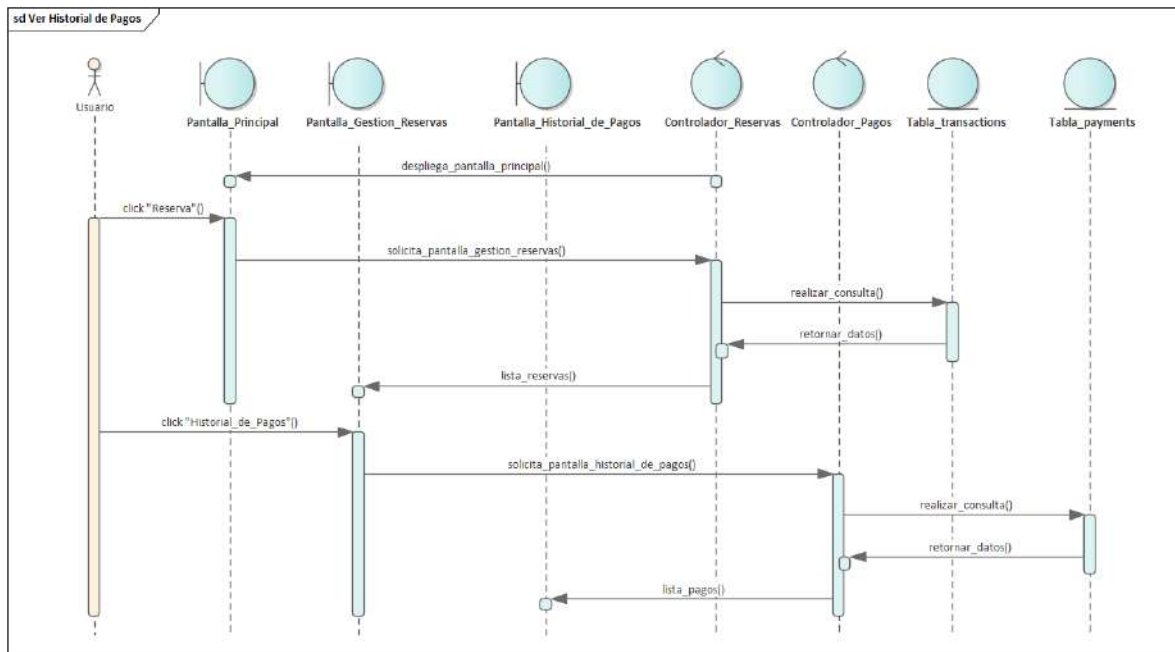 sd Ver Historial de Pagos
Usuario
Pantalla_Principal
Pantalla_Gestion_Reservas
Pantalla_Historial_de_Pagos
Controlador_Reservas
Controlador_Pagos
Tabla_transactions
Tabla_payments
despliega_pantalla_principal()
click "Reserva"()
solicita_pantalla_gestion_reservas()
realizar_consulta()
retornar_datos()
lista_reservas()
click "Historial_de_Pagos"()
solicita_pantalla_historial_de_pagos()
realizar_consulta()
retornar_datos()
lista_pagos()